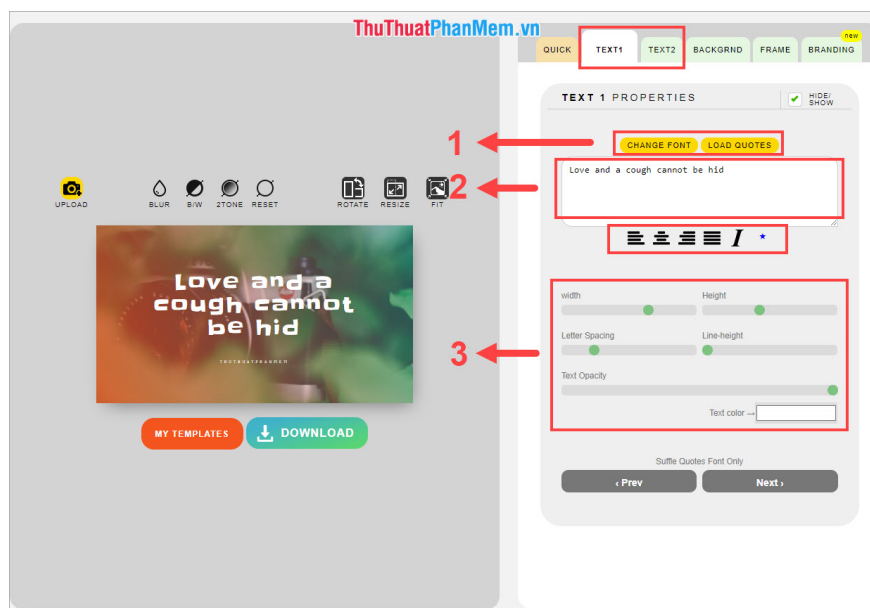 ThuThuatPhanMem.vn
new
QUICK TEXT1 TEXT2 BACKGRND FRAME BRANDING
TEXT 1 PROPERTIES HIDE/
SHOW
1
CHANGE FONT LOAD QUOTES
2
Love and a cough cannot be hid
UPLOAD BLUR B/W 2TONE RESET ROTATE RESIZE FIT
I
Love and a
cough cannot
be hid
THUTHUATPHANMEM
width Height
3
Letter Spacing Line-height
Text Opacity
Text color →
MY TEMPLATES DOWNLOAD
Suffle Quotes Font Only
‹ Prev Next ›